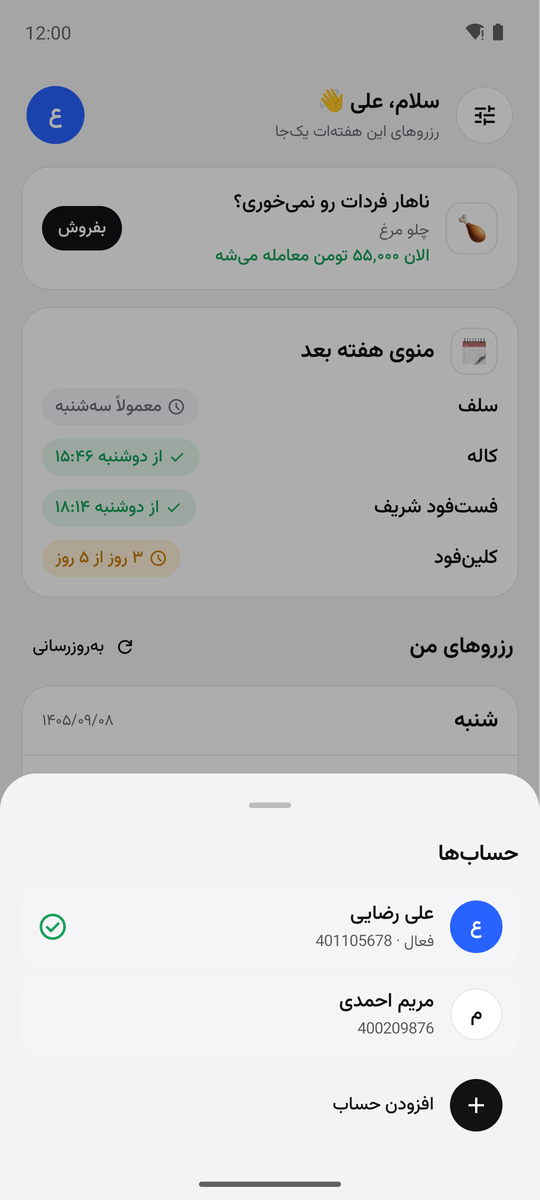 12:00
سلام، علی 👋
رزروهای این هفته‌ات یک‌جا
ع
ناهار فردات رو نمی‌خوری؟
چلو مرغ
الان ۵۵,۰۰۰ تومن معامله می‌شه
بفروش
منوی هفته بعد
سلف
معمولاً سه‌شنبه
کاله
از دوشنبه ۱۵:۴۶
فست‌فود شریف
از دوشنبه ۱۸:۱۴
کلین‌فود
۳ روز از ۵ روز
رزروهای من
به‌روزرسانی
شنبه
۱۴۰۵/۰۹/۰۸
حساب‌ها
ع
علی رضایی
فعال · 401105678
م
مریم احمدی
400209876
افزودن حساب